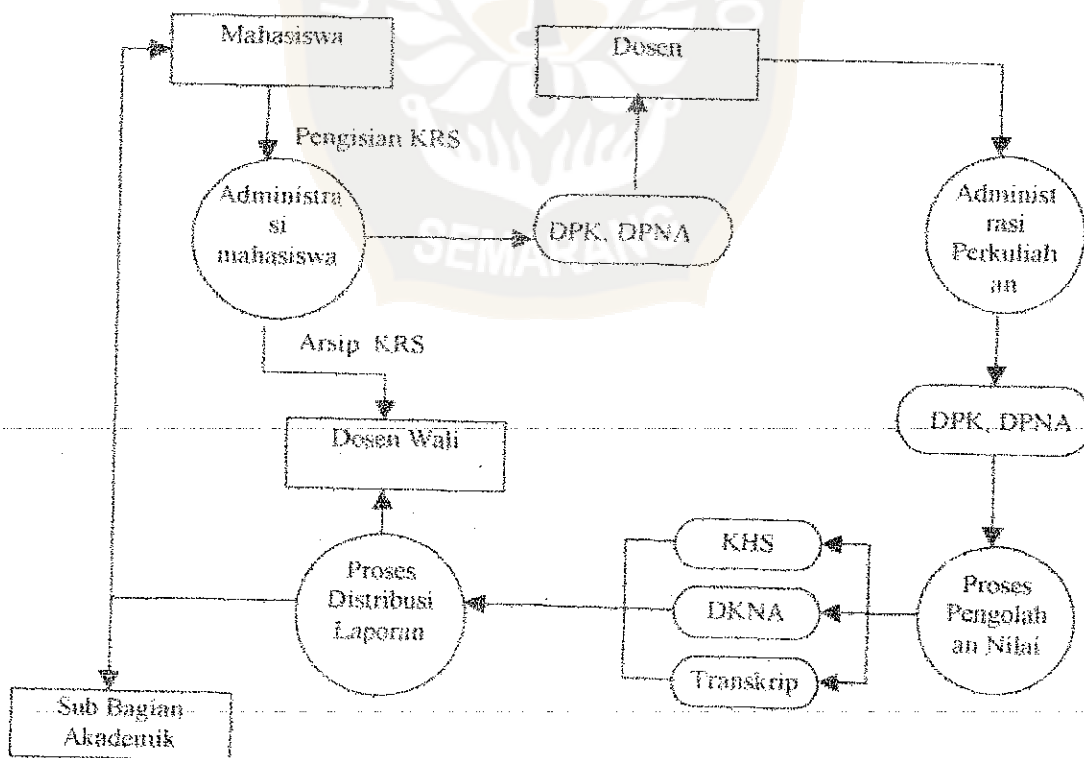 Mahasiswa
Dosen
Pengisian KRS
Administra
si
mahasiswa
DPK, DPNA
Administ
rasi
Perkuliah
an
SEMARANG
Arsip KRS
Dosen Wali
DPK, DPNA
KHS
DKNA
Transkrip
Proses
Pengolah
an Nilai
Proses
Distribusi
Laporan
Sub Bagian
Akademik